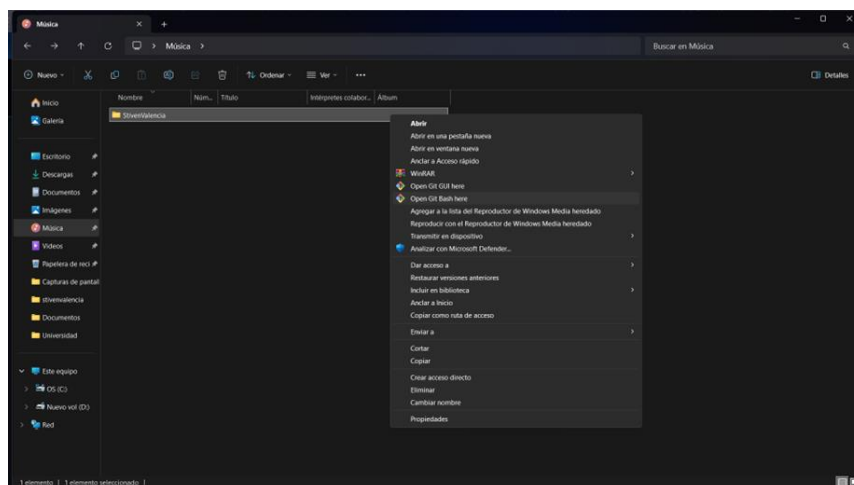 Música
Música
Buscar en Música
Nuevo
Ordenar
Ver
Detalles
Nombre Núm... Título Intérpretes colabor... Álbum
StivenValencia
Inicio
Galería
Escritorio
Descargas
Documentos
Imágenes
Música
Videos
Papelera de reci
Capturas de pantal
stivenvalencia
Documentos
Universidad
Este equipo
OS (C:)
Nuevo vol (D:)
Red
Abrir
Abrir en una pestaña nueva
Abrir en ventana nueva
Anclar a Acceso rápido
WinRAR
Open Git GUI here
Open Git Bash here
Agregar a la lista del Reproductor de Windows Media heredado
Reproducir con el Reproductor de Windows Media heredado
Transmitir en dispositivo
Analizar con Microsoft Defender...
Dar acceso a
Restaurar versiones anteriores
Incluir en biblioteca
Anclar a Inicio
Copiar como ruta de acceso
Enviar a
Cortar
Copiar
Crear acceso directo
Eliminar
Cambiar nombre
Propiedades
1 elemento | 1 elemento seleccionado |